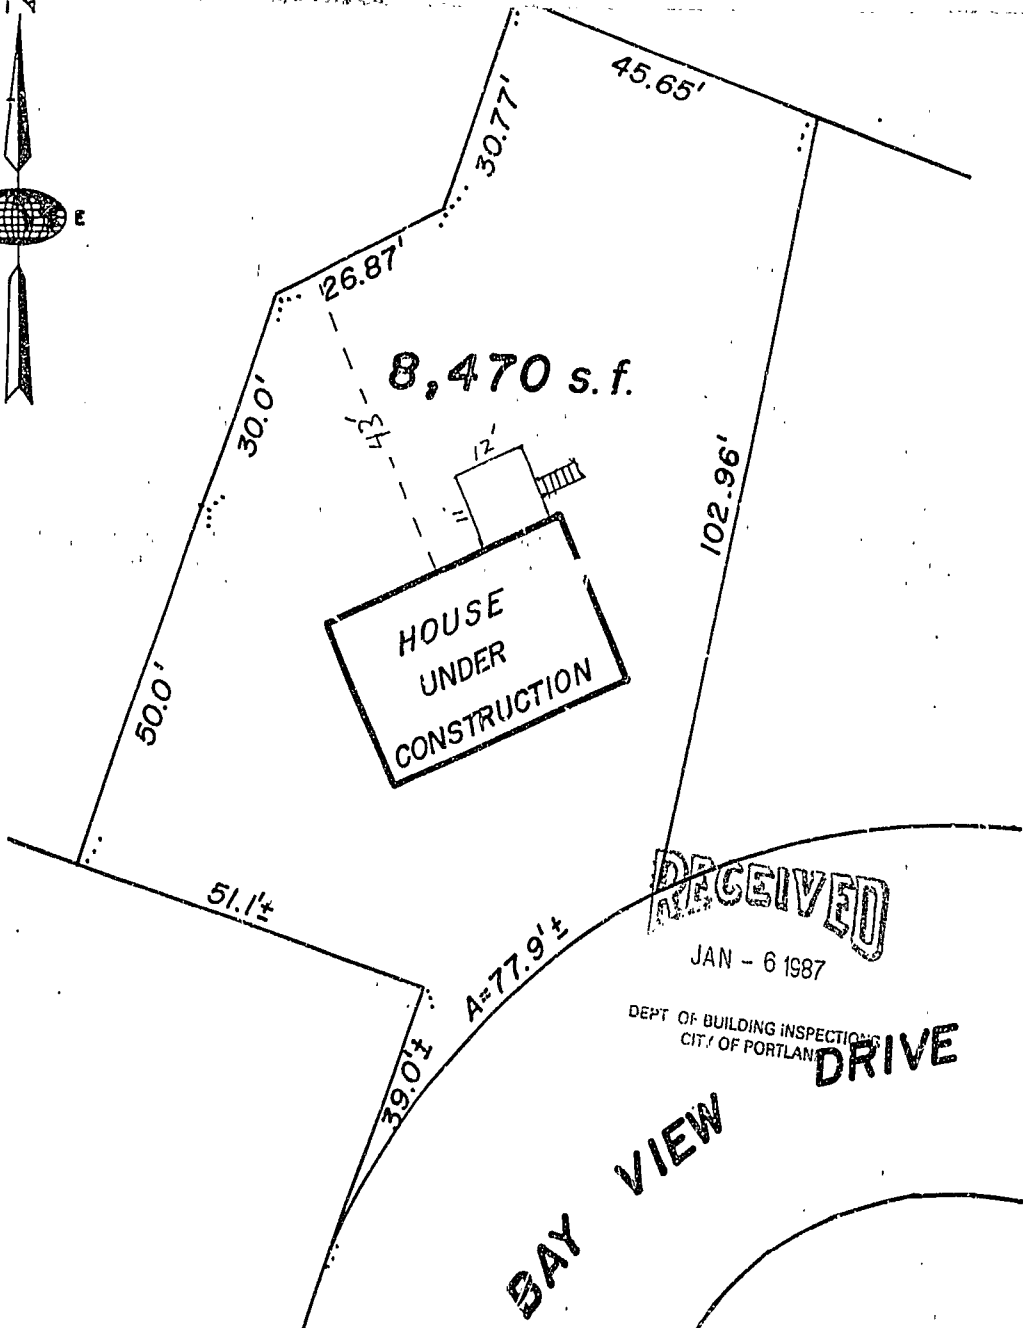 45.65'
30.77'
26.87'
E
8,470 s.f.
30.0'
43'
12'
11'
102.96'
HOUSE
UNDER
CONSTRUCTION
50.0'
51.1'±
A=77.9'±
39.0'±
RECEIVED
JAN - 6 1987
DEPT OF BUILDING INSPECTIONS
CITY OF PORTLAND
BAY VIEW DRIVE